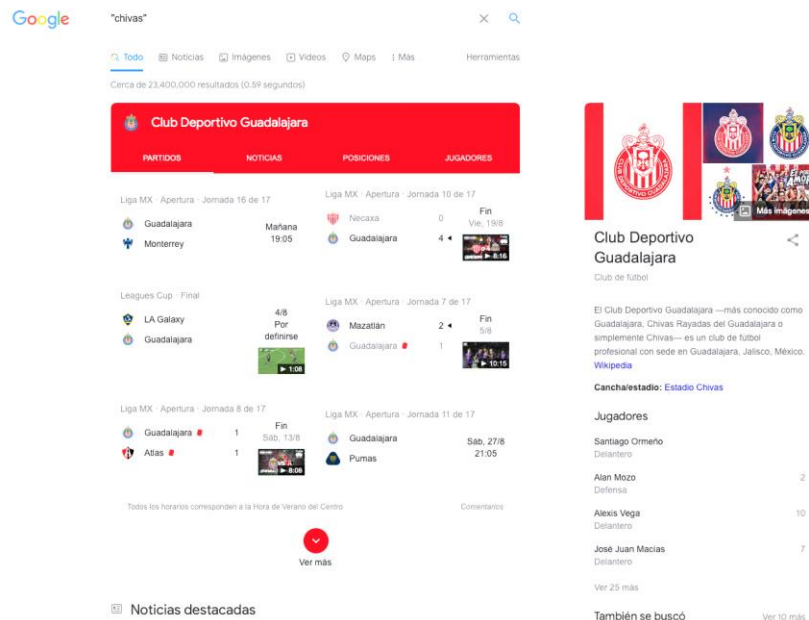 Google
"chivas"
Todo Noticias Imágenes Videos Maps Más Herramientas
Cerca de 23,400,000 resultados (0.59 segundos)
Club Deportivo Guadalajara
PARTIDOS NOTICIAS POSICIONES JUGADORES
Liga MX · Apertura · Jornada 16 de 17
Guadalajara
Monterrey
Mañana
19:05
Liga MX · Apertura · Jornada 10 de 17
Necaxa 0
Guadalajara 4
Fin
Vie, 19/8
8:16
Leagues Cup · Final
LA Galaxy
Guadalajara
4/8
Por
definirse
1:08
Liga MX · Apertura · Jornada 7 de 17
Mazatlán 2
Guadalajara 1
Fin
5/8
10:15
Liga MX · Apertura · Jornada 8 de 17
Guadalajara 1
Atlas 1
Fin
Sáb, 13/8
8:08
Liga MX · Apertura · Jornada 11 de 17
Guadalajara
Pumas
Sáb, 27/8
21:05
Todos los horarios corresponden a la Hora de Verano del Centro
Comentarios
Ver más
Noticias destacadas
Más imágenes
Club Deportivo
Guadalajara
Club de fútbol
El Club Deportivo Guadalajara —más conocido como
Guadalajara, Chivas Rayadas del Guadalajara o
simplemente Chivas— es un club de fútbol
profesional con sede en Guadalajara, Jalisco, México.
Wikipedia
Cancha/estadio: Estadio Chivas
Jugadores
Santiago Ormeño
Delantero
Alan Mozo 2
Defensa
Alexis Vega 10
Delantero
José Juan Macías 7
Delantero
Ver 25 más
También se buscó Ver 10 más